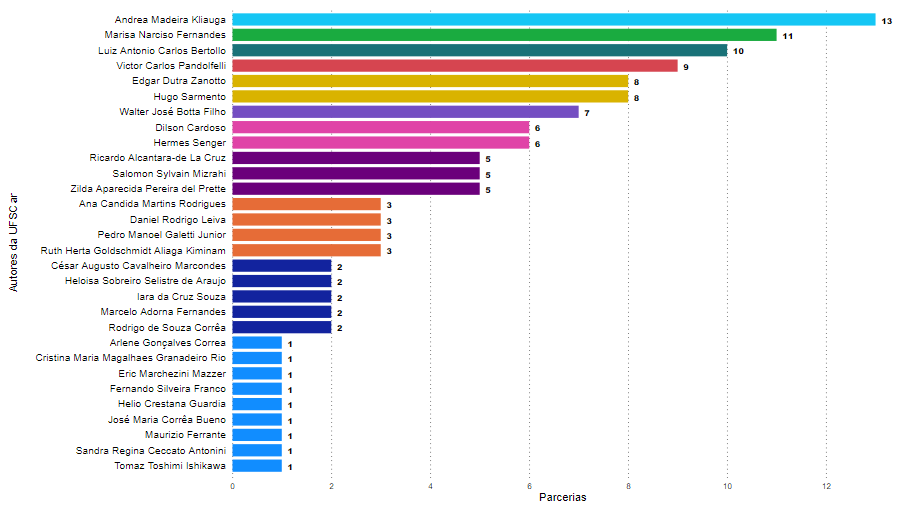 Andrea Madeira Kliauga 13
Marisa Narciso Fernandes 11
Luiz Antonio Carlos Bertollo 10
Victor Carlos Pandolfelli 9
Edgar Dutra Zanotto 8
Hugo Sarmento 8
Walter José Botta Filho 7
Dilson Cardoso 6
Hermes Senger 6
Ricardo Alcantara-de La Cruz 5
Salomon Sylvain Mizrahi 5
Zilda Aparecida Pereira del Prette 5
Ana Candida Martins Rodrigues 3
Daniel Rodrigo Leiva 3
Pedro Manoel Galetti Junior 3
Ruth Herta Goldschmidt Aliaga Kiminam 3
César Augusto Cavalheiro Marcondes 2
Heloisa Sobreiro Selistre de Araujo 2
Iara da Cruz Souza 2
Marcelo Adorna Fernandes 2
Rodrigo de Souza Corrêa 2
Arlene Gonçalves Correa 1
Cristina Maria Magalhaes Granadeiro Rio 1
Eric Marchezini Mazzer 1
Fernando Silveira Franco 1
Helio Crestana Guardia 1
José Maria Corrêa Bueno 1
Maurizio Ferrante 1
Sandra Regina Ceccato Antonini 1
Tomaz Toshimi Ishikawa 1
0 2 4 6 8 10 12
Parcerias
Autores da UFSCar